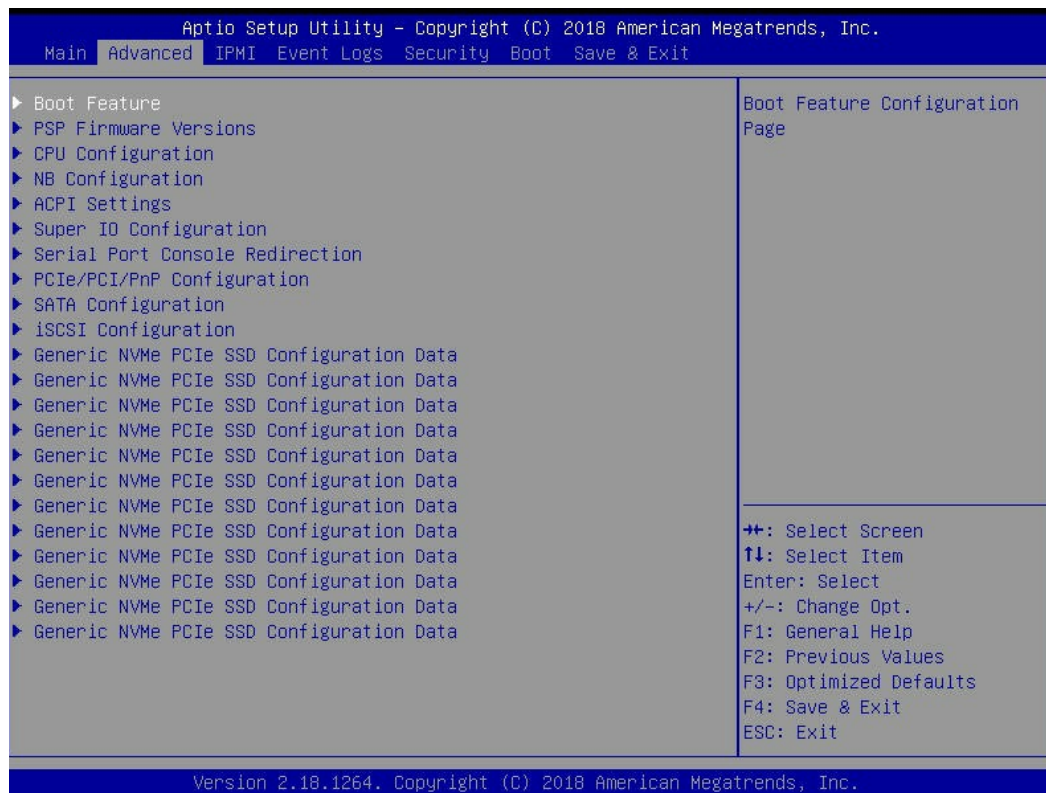 Aptio Setup Utility – Copyright (C) 2018 American Megatrends, Inc.
Main Advanced IPMI Event Logs Security Boot Save & Exit
Boot Feature
PSP Firmware Versions
CPU Configuration
NB Configuration
ACPI Settings
Super IO Configuration
Serial Port Console Redirection
PCIe/PCI/PnP Configuration
SATA Configuration
iSCSI Configuration
Generic NVMe PCIe SSD Configuration Data
Generic NVMe PCIe SSD Configuration Data
Generic NVMe PCIe SSD Configuration Data
Generic NVMe PCIe SSD Configuration Data
Generic NVMe PCIe SSD Configuration Data
Generic NVMe PCIe SSD Configuration Data
Generic NVMe PCIe SSD Configuration Data
Generic NVMe PCIe SSD Configuration Data
Generic NVMe PCIe SSD Configuration Data
Generic NVMe PCIe SSD Configuration Data
Generic NVMe PCIe SSD Configuration Data
Generic NVMe PCIe SSD Configuration Data
Boot Feature Configuration
Page
→←: Select Screen
↑↓: Select Item
Enter: Select
+/-: Change Opt.
F1: General Help
F2: Previous Values
F3: Optimized Defaults
F4: Save & Exit
ESC: Exit
Version 2.18.1264. Copyright (C) 2018 American Megatrends, Inc.